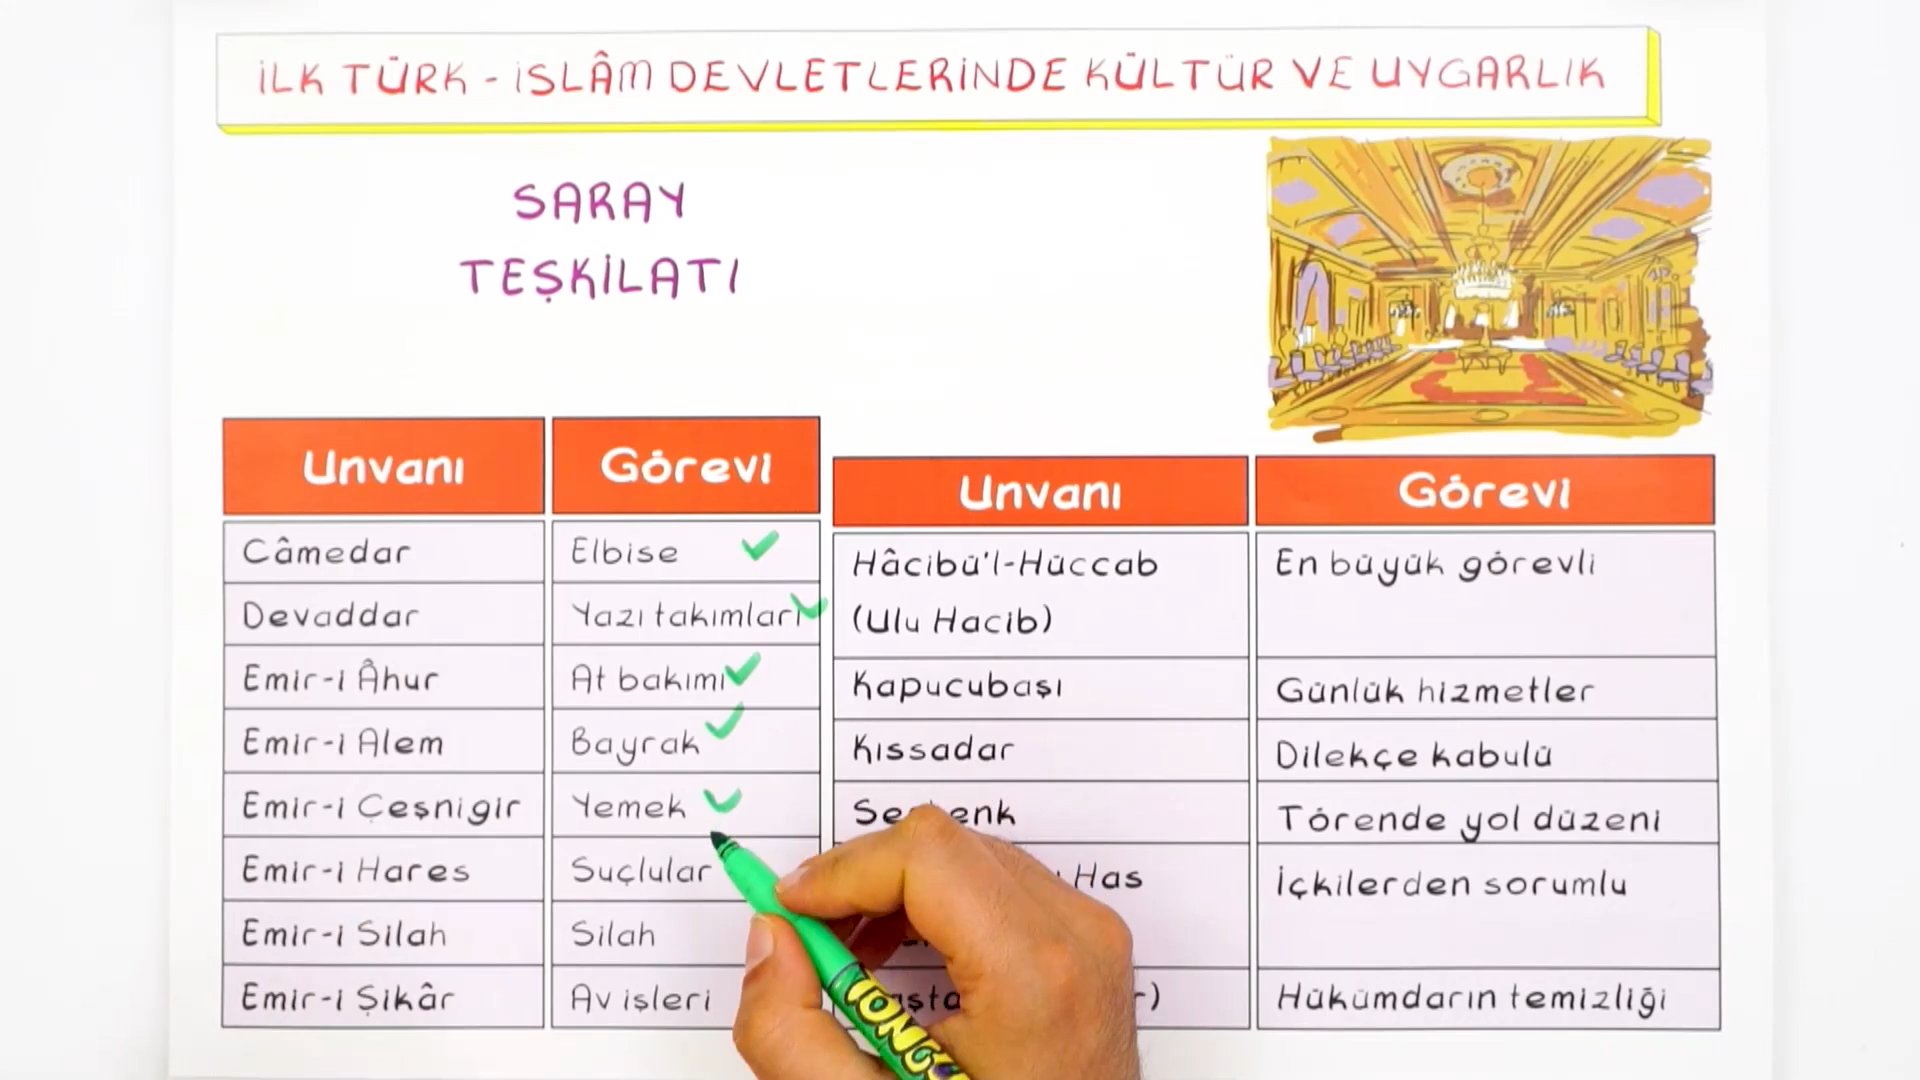 İLK TÜRK - İSLÂM DEVLETLERİNDE KÜLTÜR VE UYGARLIK
SARAY
TEŞKİLATI
Unvanı Görevi
Câmedar Elbise
Devaddar Yazı takımları
Emir-i Âhur At bakımı
Emir-i Alem Bayrak
Emir-i Çeşnigir Yemek
Emir-i Hares Suçlular
Emir-i Silah Silah
Emir-i Şikâr Av işleri
Unvanı Görevi
Hâcibü'l-Hüccab En büyük görevli
(Ulu Hacib)
Kapucubaşı Günlük hizmetler
Kıssadar Dilekçe kabulü
Törende yol düzeni
Has İçkilerden sorumlu
Hükümdarın temizliği